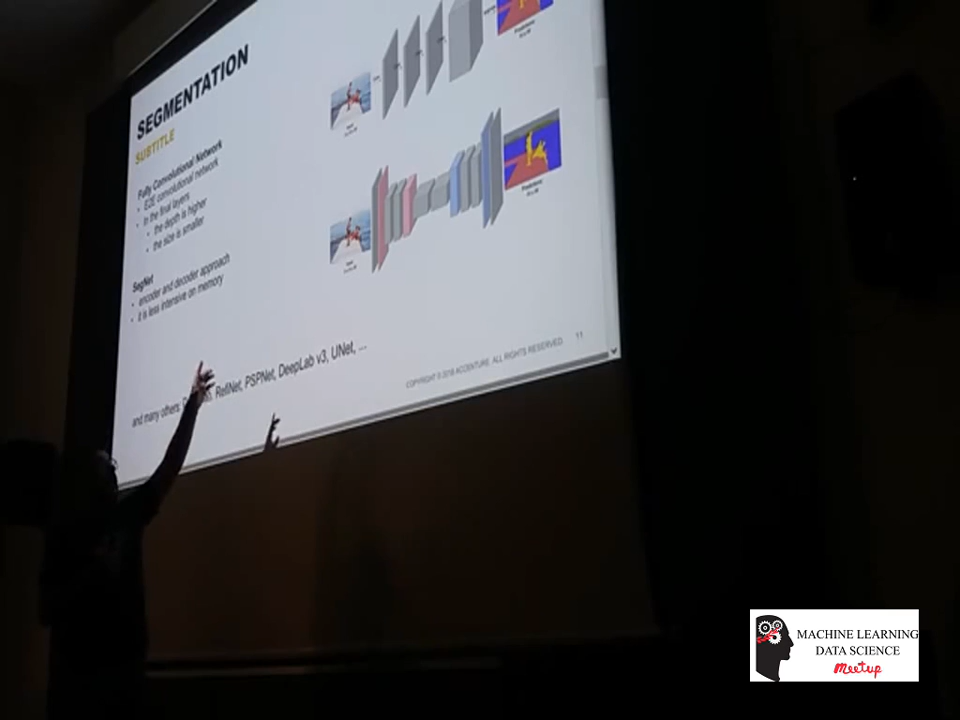 SEGMENTATION
SUBTITLE
Fully Convolutional Network
• E2E convolutional network
• In the final layers
• the depth is higher
• the size is smaller
SegNet
• encoder and decoder approach
• it is less intensive on memory
and many others: RefiNet, PSPNet, DeepLab v3, UNet, ...
COPYRIGHT © 2018 ACCENTURE. ALL RIGHTS RESERVED.
11
Predictions
Predictions
MACHINE LEARNING
DATA SCIENCE
Meetup